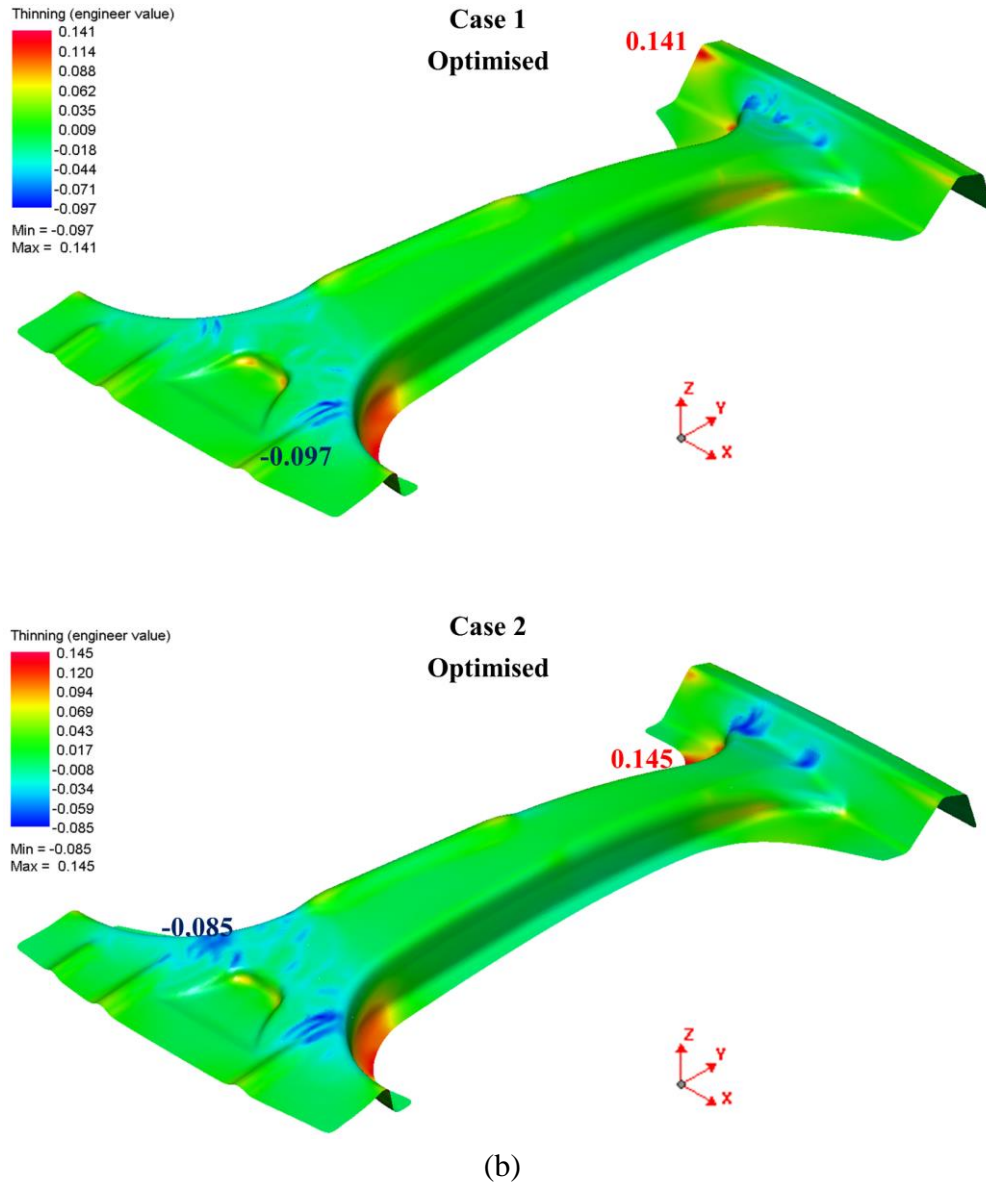 Thinning (engineer value)
0.141
0.114
0.088
0.062
0.035
0.009
-0.018
-0.044
-0.071
-0.097
Min = -0.097
Max = 0.141
Case 1
Optimised
0.141
-0.097
Z
Y
X
Thinning (engineer value)
0.145
0.120
0.094
0.069
0.043
0.017
-0.008
-0.034
-0.059
-0.085
Min = -0.085
Max = 0.145
Case 2
Optimised
0.145
-0.085
Z
Y
X
(b)